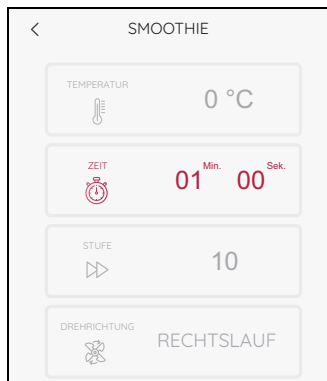 SMOOTHIE
TEMPERATUR
0 °C
ZEIT
01 Min. 00 Sek.
STUFE
10
DREHRICHTUNG
RECHTSLAUF